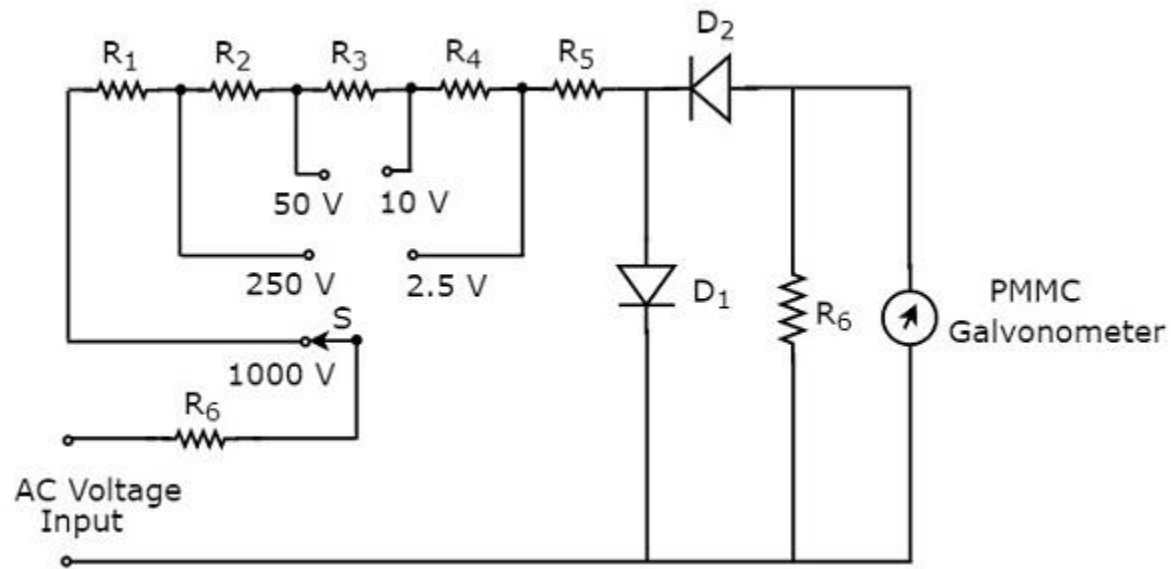 D₂
R₁ R₂ R₃ R₄ R₅
50 V 10 V
250 V 2.5 V
D₁
R₆
PMMC
Galvonometer
S
1000 V
R₆
AC Voltage
Input